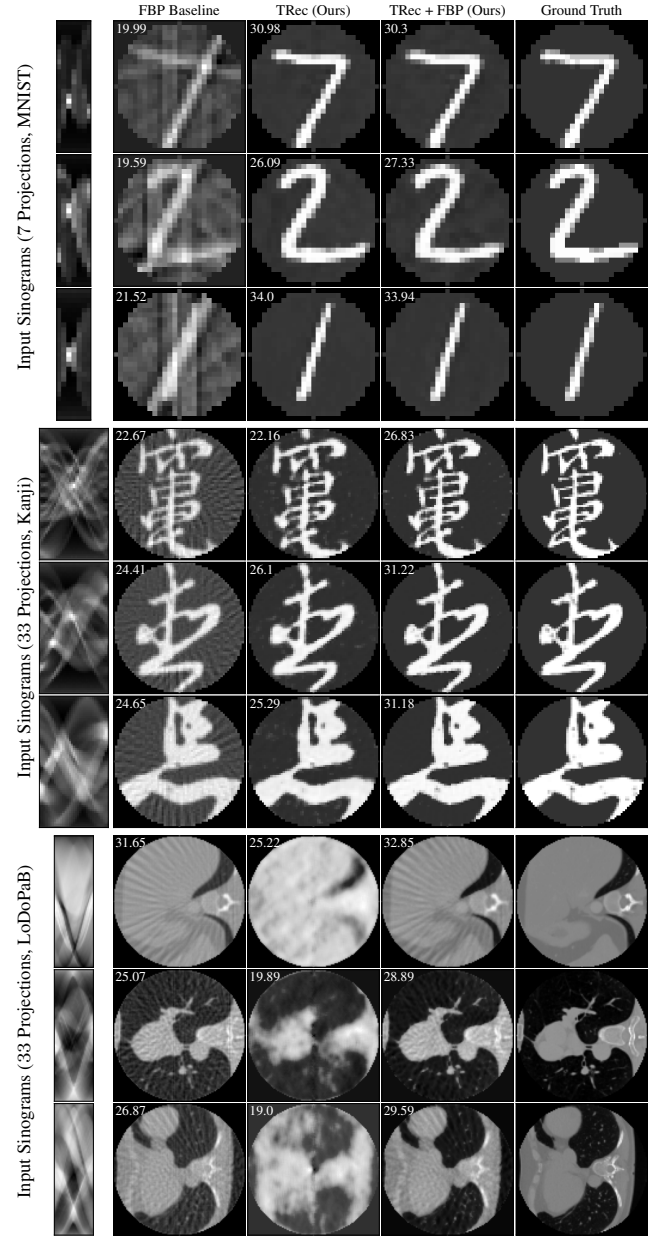 FBP Baseline TRec (Ours) TRec + FBP (Ours) Ground Truth
Input Sinograms (7 Projections, MNIST)
19.99 30.98 30.3
19.59 26.09 27.33
21.52 34.0 33.94
Input Sinograms (33 Projections, Kanji)
22.67 22.16 26.83
24.41 26.1 31.22
24.65 25.29 31.18
Input Sinograms (33 Projections, LoDoPaB)
31.65 25.22 32.85
25.07 19.89 28.89
26.87 19.0 29.59